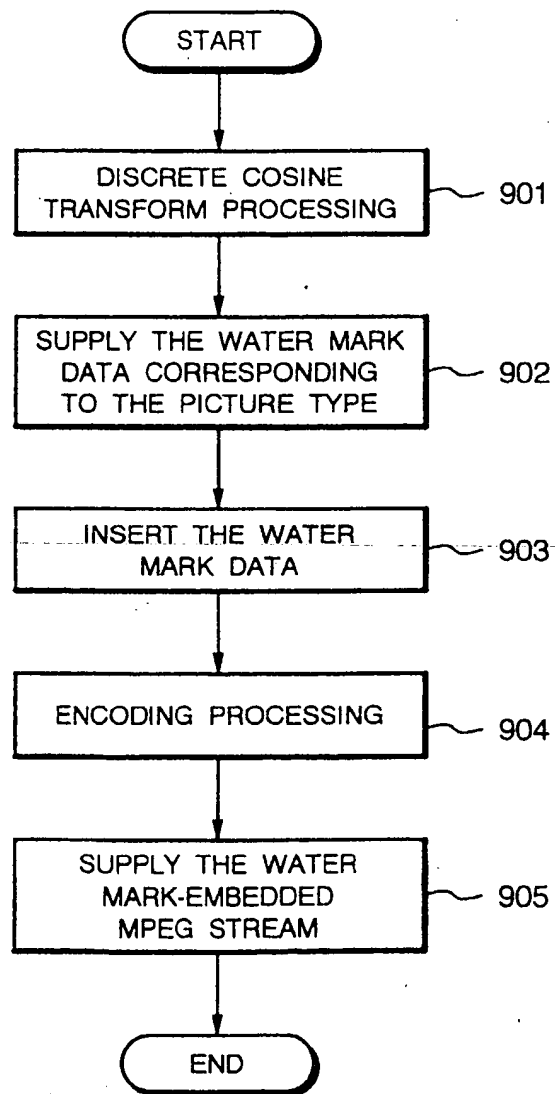 START
DISCRETE COSINE
TRANSFORM PROCESSING
901
SUPPLY THE WATER MARK
DATA CORRESPONDING
TO THE PICTURE TYPE
902
INSERT THE WATER
MARK DATA
903
ENCODING PROCESSING
904
SUPPLY THE WATER
MARK-EMBEDDED
MPEG STREAM
905
END